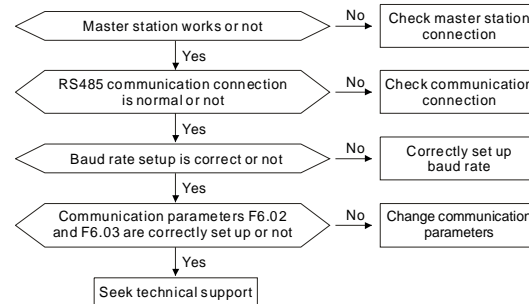 Master station works or not
No
Check master station
connection
Yes
RS485 communication connection
is normal or not
No
Check communication
connection
Yes
Baud rate setup is correct or not
No
Correctly set up
baud rate
Yes
Communication parameters F6.02
and F6.03 are correctly set up or not
No
Change communication
parameters
Yes
Seek technical support